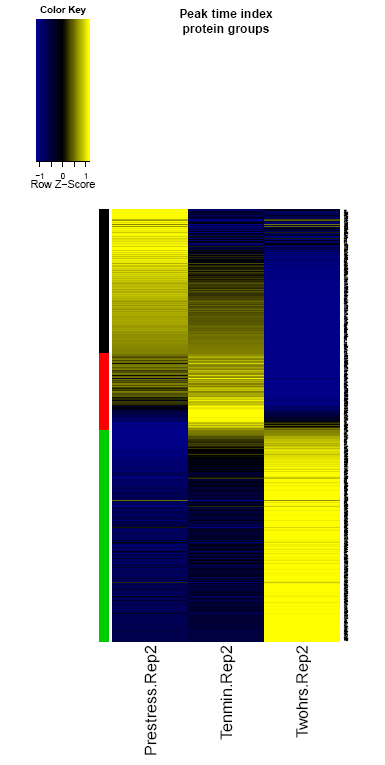 Color Key
−1 0 1
Row Z−Score
Peak time index
protein groups
Prestress.Rep2
Tenmin.Rep2
Twohrs.Rep2